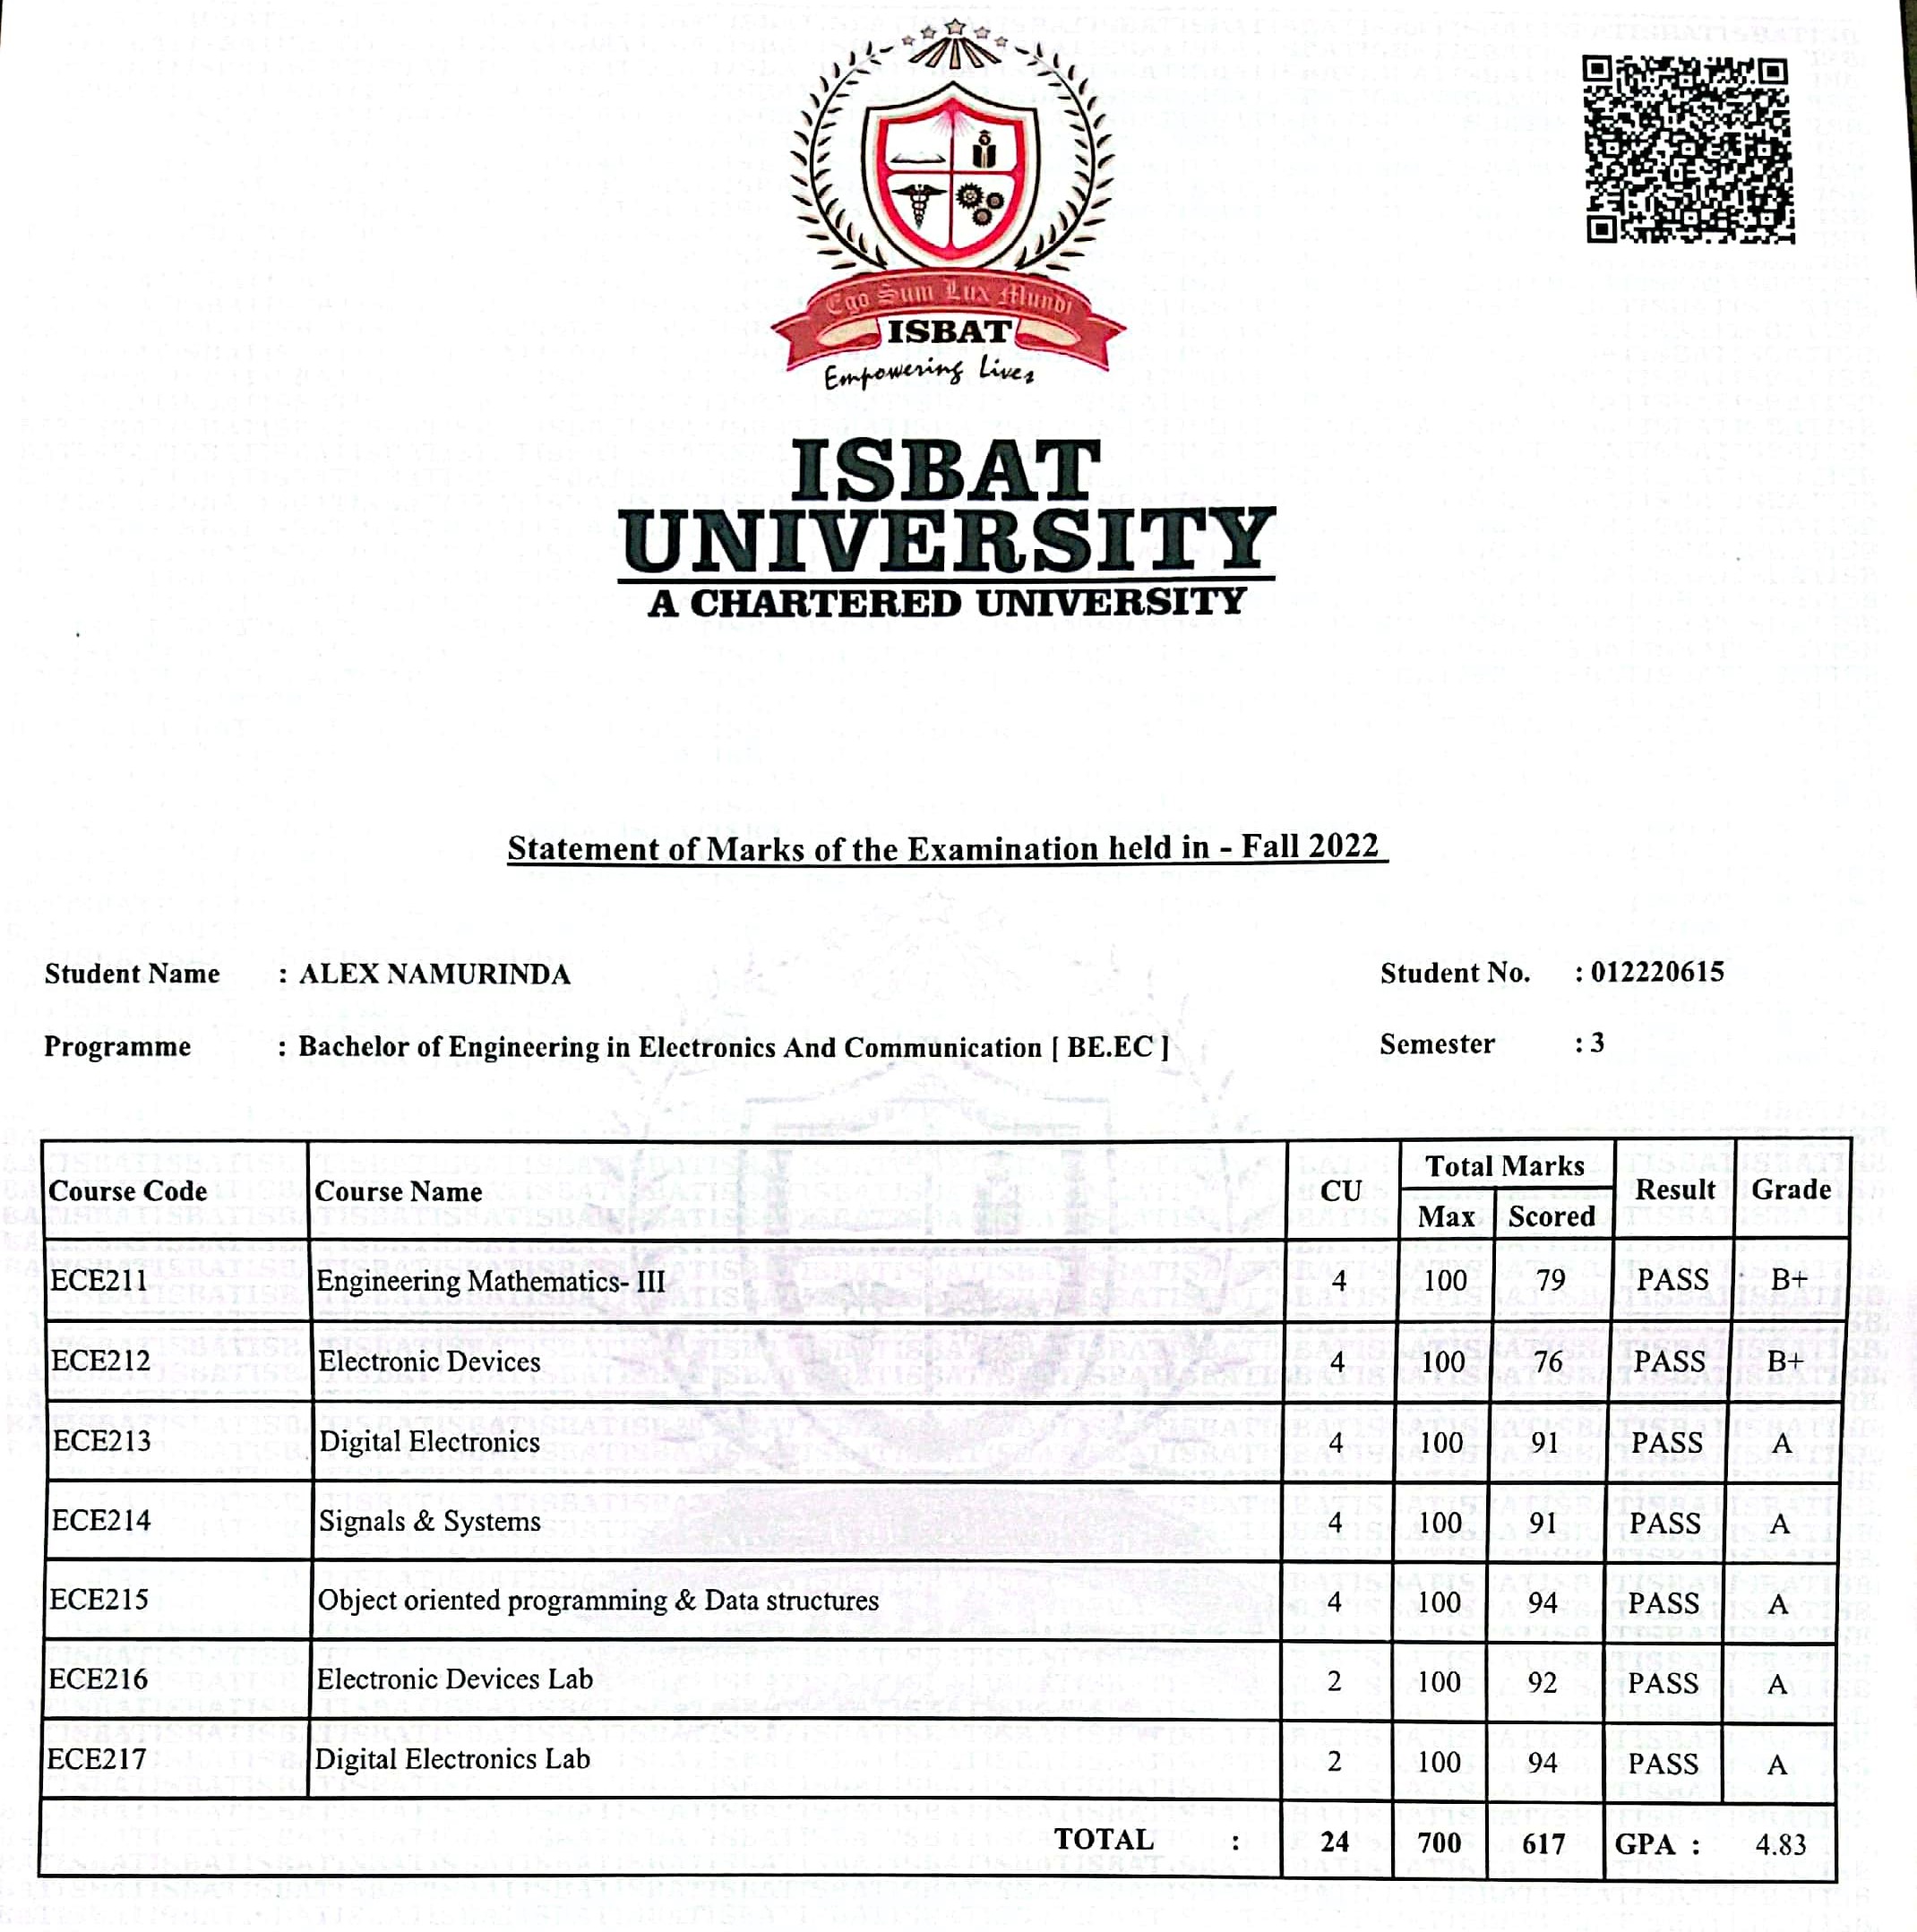 Ego Sum Lux Mundi
ISBAT
Empowering Lives
ISBAT
UNIVERSITY
A CHARTERED UNIVERSITY
Statement of Marks of the Examination held in - Fall 2022
Student Name : ALEX NAMURINDA Student No. : 012220615
Programme : Bachelor of Engineering in Electronics And Communication [ BE.EC ] Semester : 3
Course Code Course Name CU Total Marks Result Grade
Max Scored
ECE211 Engineering Mathematics- III 4 100 79 PASS B+
ECE212 Electronic Devices 4 100 76 PASS B+
ECE213 Digital Electronics 4 100 91 PASS A
ECE214 Signals & Systems 4 100 91 PASS A
ECE215 Object oriented programming & Data structures 4 100 94 PASS A
ECE216 Electronic Devices Lab 2 100 92 PASS A
ECE217 Digital Electronics Lab 2 100 94 PASS A
TOTAL : 24 700 617 GPA : 4.83